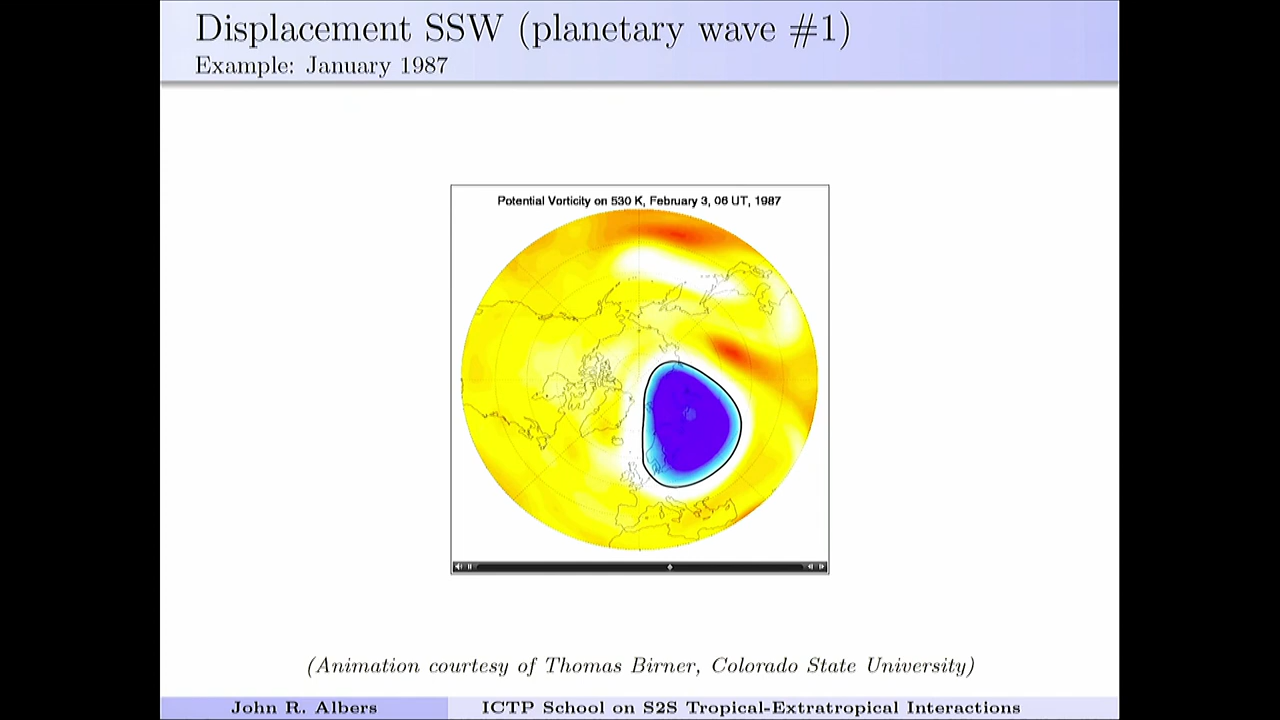 Displacement SSW (planetary wave #1)
Example: January 1987
Potential Vorticity on 530 K, February 3, 06 UT, 1987
(Animation courtesy of Thomas Birner, Colorado State University)
John R. Albers
ICTP School on S2S Tropical-Extratropical Interactions